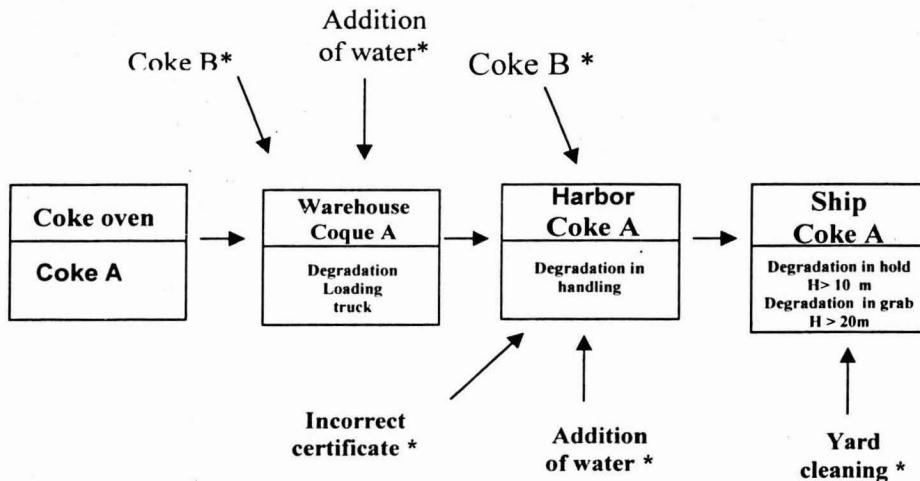 Addition
of water*
Coke B*
Coke B *
Coke oven
Coke A
Warehouse
Coque A
Degradation
Loading
truck
Harbor
Coke A
Degradation in
handling
Ship
Coke A
Degradation in hold
H> 10 m
Degradation in grab
H > 20m
Incorrect
certificate *
Addition
of water *
Yard
cleaning *